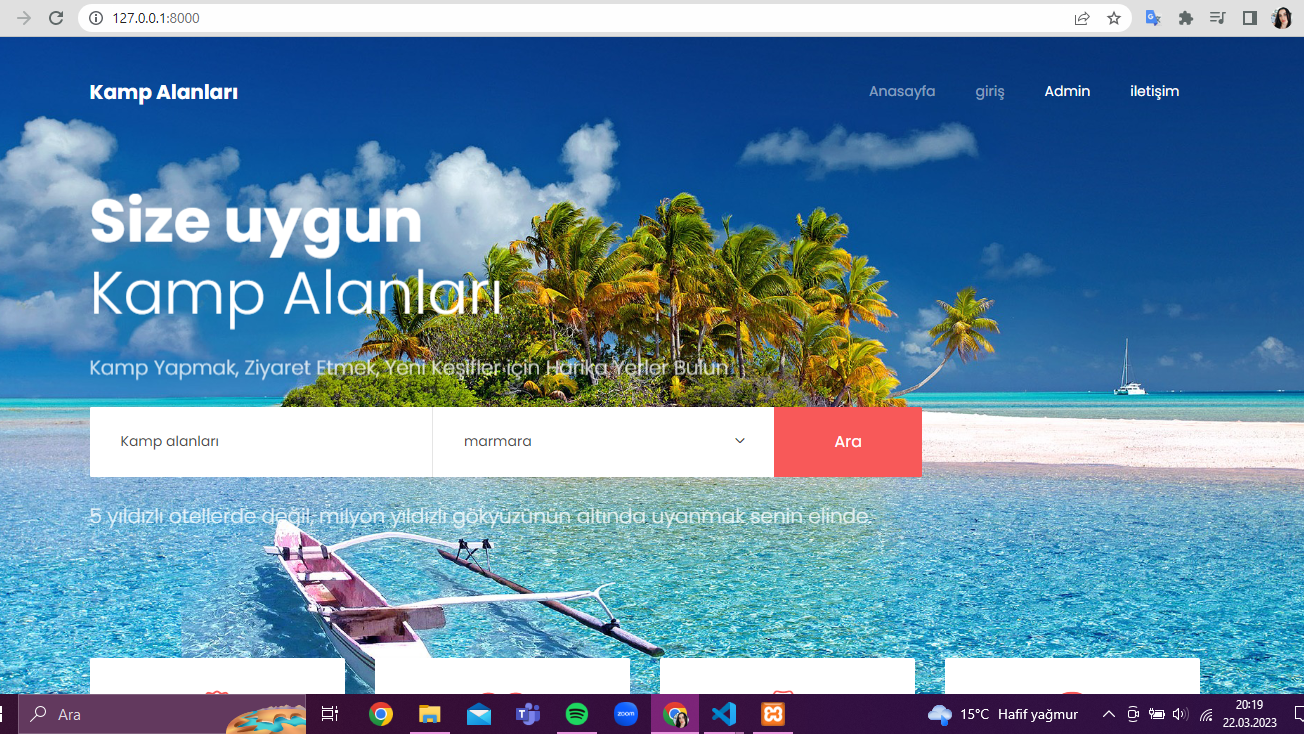 127.0.0.1:8000
Kamp Alanları
Anasayfa giriş Admin iletişim
Size uygun
Kamp Alanları
Kamp Yapmak, Ziyaret Etmek, Yeni Keşifler için Harika Yerler Bulun
Kamp alanları marmara Ara
5 yıldızlı otellerde değil, milyon yıldızlı gökyüzünün altında uyanmak senin elinde.
Ara
zoom
15°C Hafif yağmur
20:19
22.03.2023